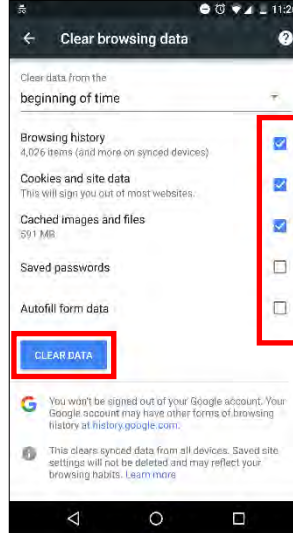 11:26
Clear browsing data
Clear data from the
beginning of time
Browsing history
4,026 items (and more on synced devices)
Cookies and site data
This will sign you out of most websites.
Cached images and files
591 MB
Saved passwords
Autofill form data
CLEAR DATA
You won't be signed out of your Google account. Your
Google account may have other forms of browsing
history at history.google.com.
This clears synced data from all devices. Saved site
settings will not be deleted and may reflect your
browsing habits. Learn more